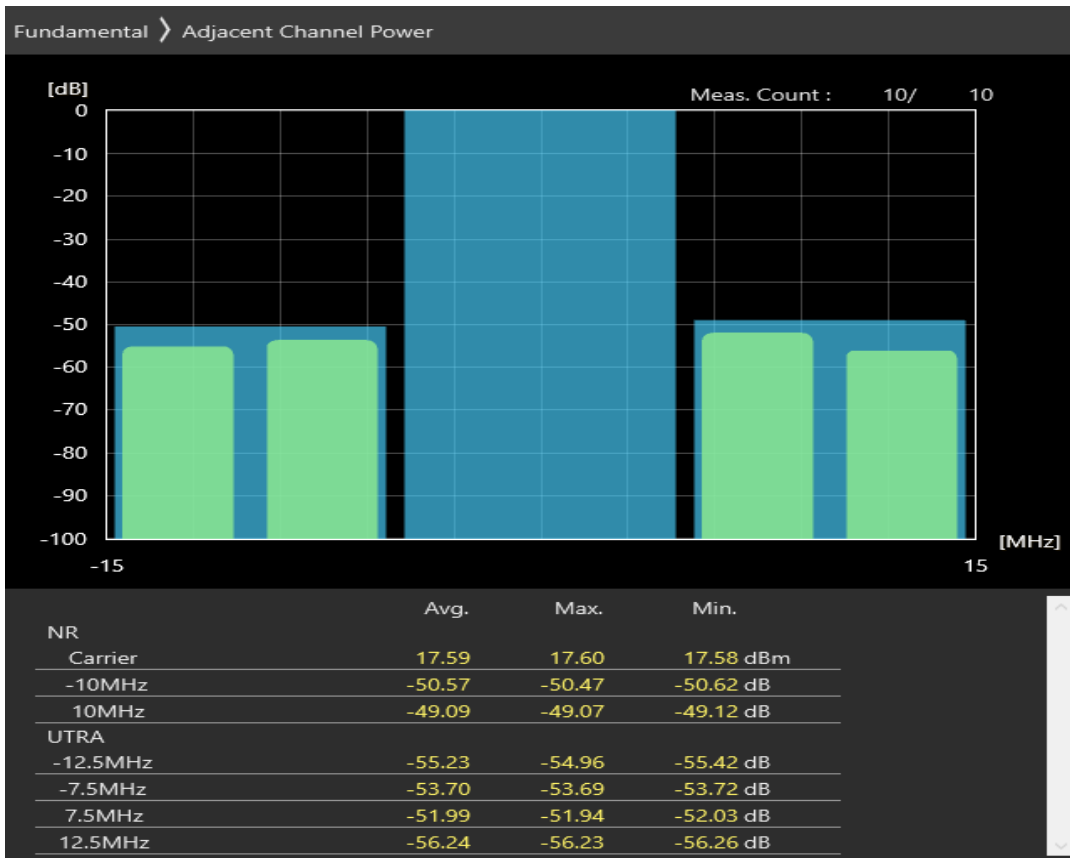 Fundamental 〉 Adjacent Channel Power
[dB]
Meas. Count : 10/ 10
0
-10
-20
-30
-40
-50
-60
-70
-80
-90
-100
[MHz]
-15 15
Avg. Max. Min.
NR
Carrier 17.59 17.60 17.58 dBm
-10MHz -50.57 -50.47 -50.62 dB
10MHz -49.09 -49.07 -49.12 dB
UTRA
-12.5MHz -55.23 -54.96 -55.42 dB
-7.5MHz -53.70 -53.69 -53.72 dB
7.5MHz -51.99 -51.94 -52.03 dB
12.5MHz -56.24 -56.23 -56.26 dB